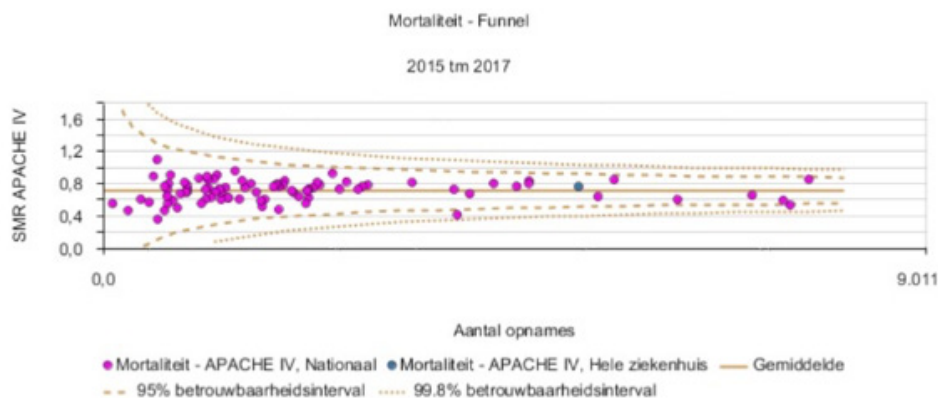 Mortaliteit - Funnel
2015 tm 2017
SMR APACHE IV
1,6
1,2
0,8
0,4
0,0
0,0
9.011
Aantal opnames
Mortaliteit - APACHE IV, Nationaal
Mortaliteit - APACHE IV, Hele ziekenhuis
Gemiddelde
95% betrouwbaarheidsinterval
99.8% betrouwbaarheidsinterval